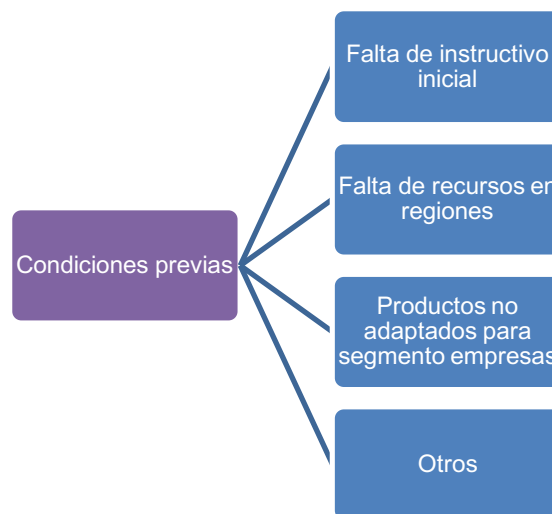 Falta de instructivo
inicial
Falta de recursos en
regiones
Condiciones previas
Productos no
adaptados para
segmento empresas
Otros